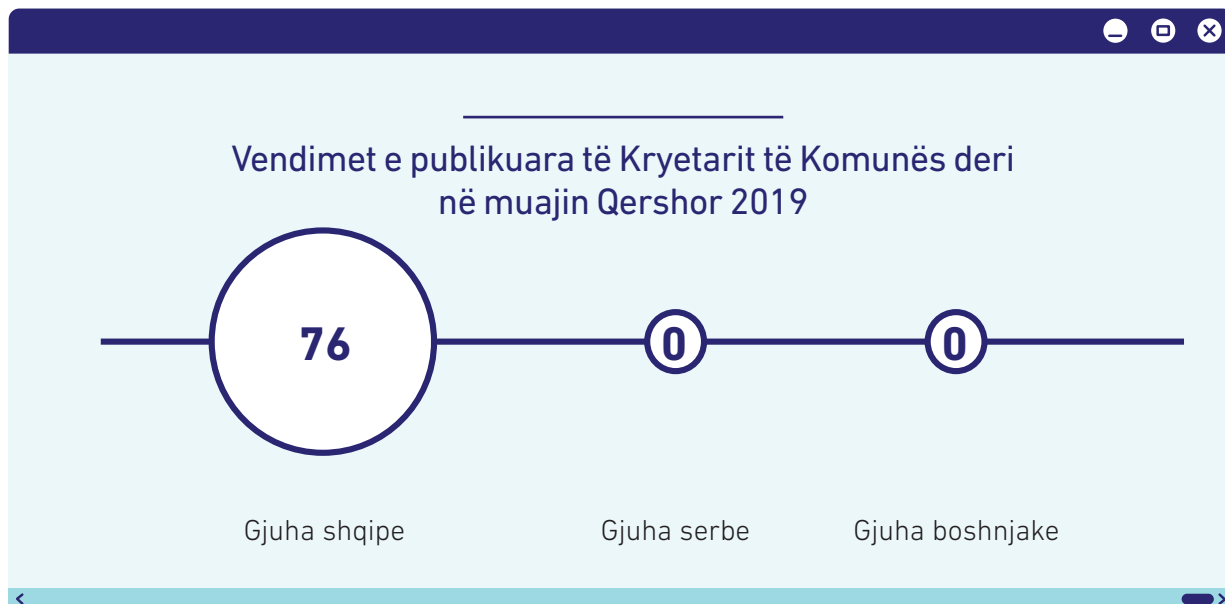 Vendimet e publikuara të Kryetarit të Komunës deri
në muajin Qershor 2019
76
0
0
Gjuha shqipe
Gjuha serbe
Gjuha boshnjake